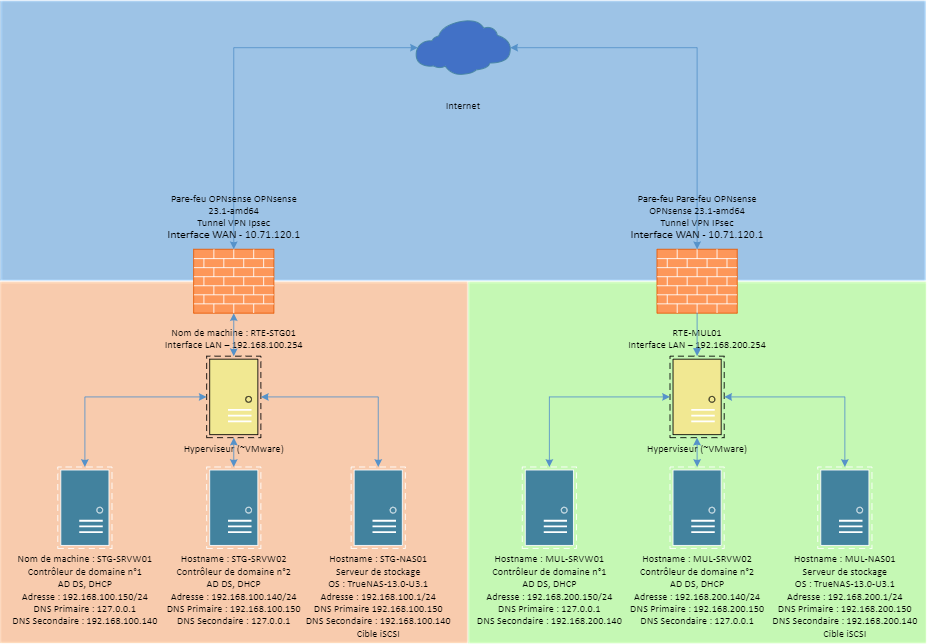 Internet
Pare-feu OPNsense OPNsense
23.1-amd64
Tunnel VPN Ipsec
Interface WAN - 10.71.120.1
Pare-feu Pare-feu OPNsense
OPNsense 23.1-amd64
Tunnel VPN IPsec
Interface WAN - 10.71.120.1
Nom de machine : RTE-STG01
Interface LAN – 192.168.100.254
RTE-MUL01
Interface LAN – 192.168.200.254
Hyperviseur (~VMware)
Hyperviseur (~VMware)
Nom de machine : STG-SRVW01
Contrôleur de domaine n°1
AD DS, DHCP
Adresse : 192.168.100.150/24
DNS Primaire : 127.0.0.1
DNS Secondaire : 192.168.100.140
Hostname : STG-SRVW02
Contrôleur de domaine n°2
AD DS, DHCP
Adresse : 192.168.100.140/24
DNS Primaire : 192.168.100.150
DNS Secondaire : 127.0.0.1
Hostname : STG-NAS01
Serveur de stockage
OS : TrueNAS-13.0-U3.1
Adresse : 192.168.100.1/24
DNS Primaire 192.168.100.150
DNS Secondaire : 192.168.100.140
Cible iSCSI
Hostname : MUL-SRVW01
Contrôleur de domaine n°1
AD DS, DHCP
Adresse : 192.168.200.150/24
DNS Primaire : 127.0.0.1
DNS Secondaire : 192.168.200.140
Hostname : MUL-SRVW02
Contrôleur de domaine n°2
AD DS, DHCP
Adresse : 192.168.200.140/24
DNS Primaire : 192.168.200.150
DNS Secondaire : 127.0.0.1
Hostname : MUL-NAS01
Serveur de stockage
OS : TrueNAS-13.0-U3.1
Adresse : 192.168.200.1/24
DNS Primaire : 192.168.200.150
DNS Secondaire : 192.168.200.140
Cible iSCSI